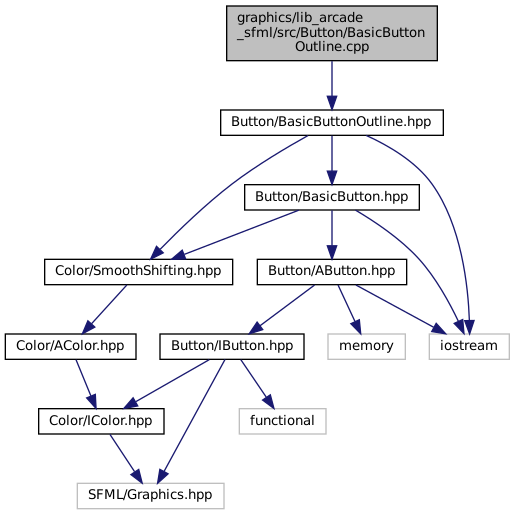 graphics/lib_arcade
_sfml/src/Button/BasicButton
Outline.cpp
Button/BasicButtonOutline.hpp
Button/BasicButton.hpp
Color/SmoothShifting.hpp
Button/AButton.hpp
Color/AColor.hpp
Button/IButton.hpp
memory
iostream
Color/IColor.hpp
functional
SFML/Graphics.hpp